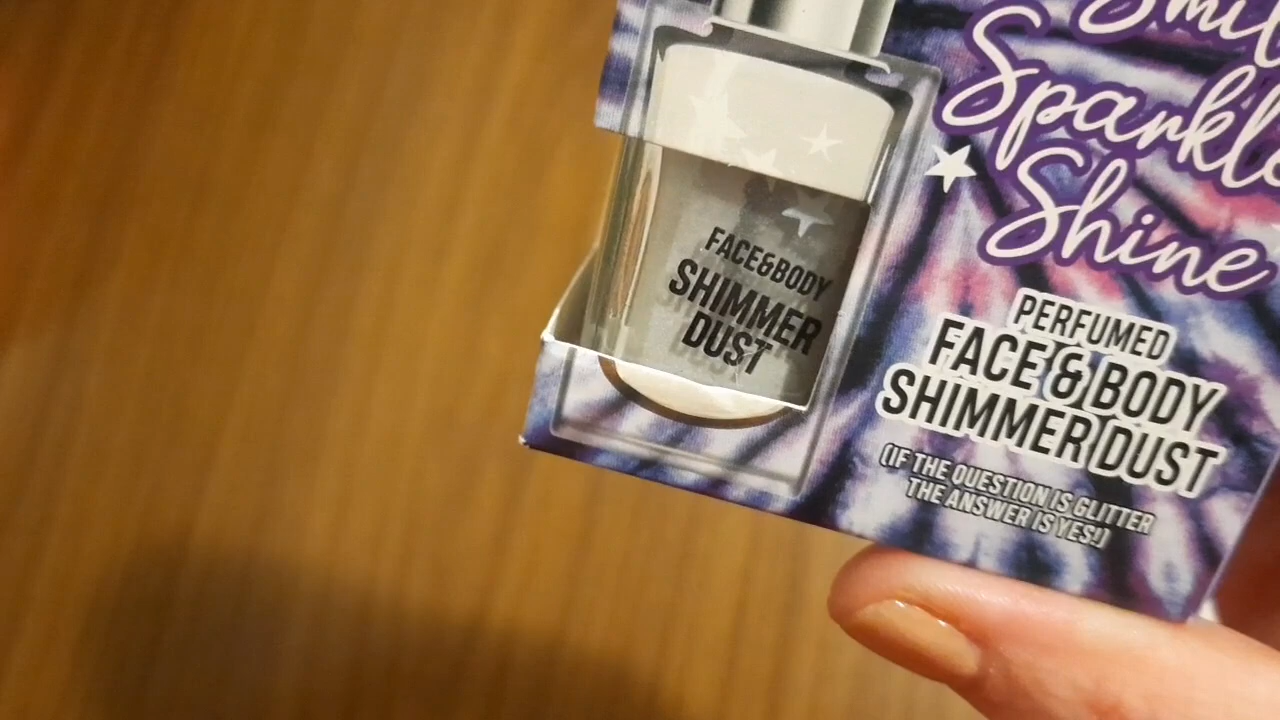 Sparkle
Shine
FACE&BODY
SHIMMER
DUST
PERFUMED
FACE & BODY
SHIMMER DUST
(IF THE QUESTION IS GLITTER
THE ANSWER IS YES!)